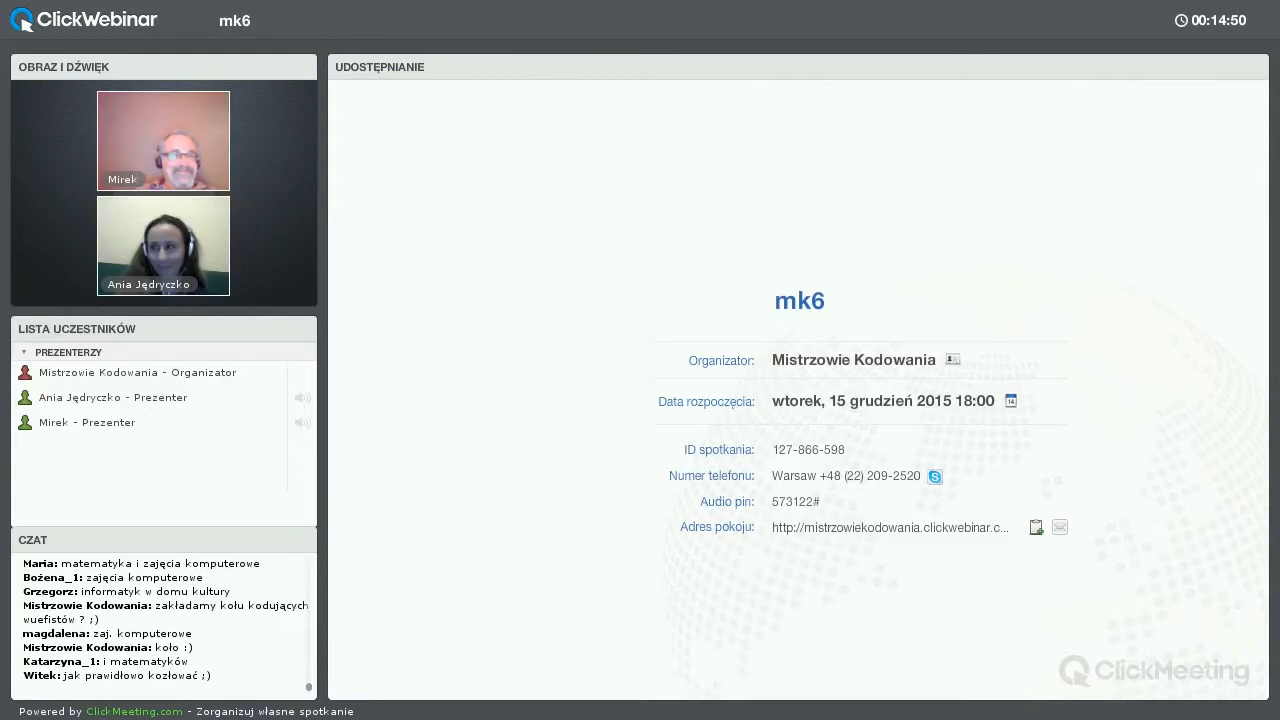 ClickWebinar
mk6
00:14:50
OBRAZ I DŹWIĘK
Mirek
Ania Jędryczko
LISTA UCZESTNIKÓW
PREZENTERZY
Mistrzowie Kodowania - Organizator
Ania Jędryczko - Prezenter
Mirek - Prezenter
CZAT
Maria: matematyka i zajęcia komputerowe
Bożena_1: zajęcia komputerowe
Grzegorz: informatyk w domu kultury
Mistrzowie Kodowania: zakładamy kołu kodujących
wuefistów ? ;)
magdalena: zaj. komputerowe
Mistrzowie Kodowania: koło :)
Katarzyna_1: i matematyków
Witek: jak prawidłowo kozłować ;)
UDOSTĘPNIANIE
mk6
Organizator: Mistrzowie Kodowania
Data rozpoczęcia: wtorek, 15 grudzień 2015 18:00
14
ID spotkania: 127-866-598
Numer telefonu: Warsaw +48 (22) 209-2520
Audio pin: 573122#
Adres pokoju: http://mistrzowiekodowania.clickwebinar.c...
ClickMeeting
Powered by ClickMeeting.com - Zorganizuj własne spotkanie